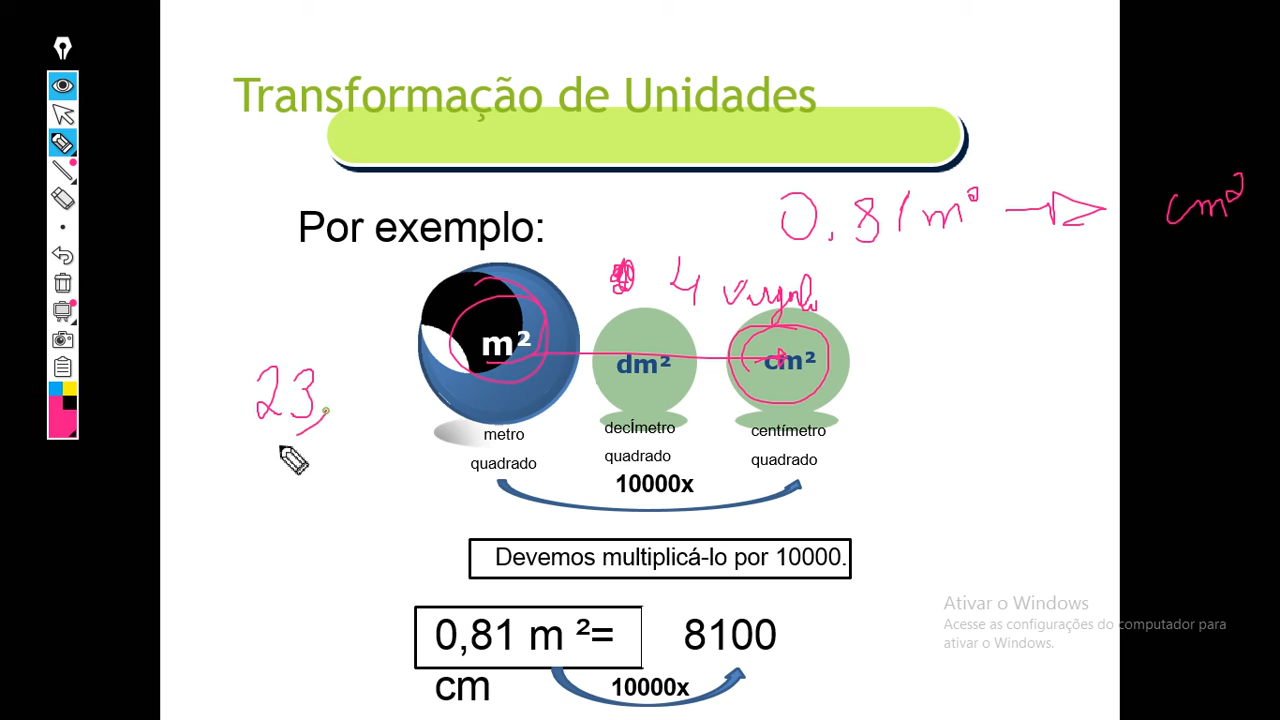 Transformação de Unidades
0,81 m² → cm²
Por exemplo:
4 vírgula
m² dm² cm²
23,
metro quadrado
decímetro quadrado
centímetro quadrado
10000x
Devemos multiplicá-lo por 10000.
0,81 m ²= 8100
cm
10000x
Ativar o Windows
Acesse as configurações do computador para
ativar o Windows.